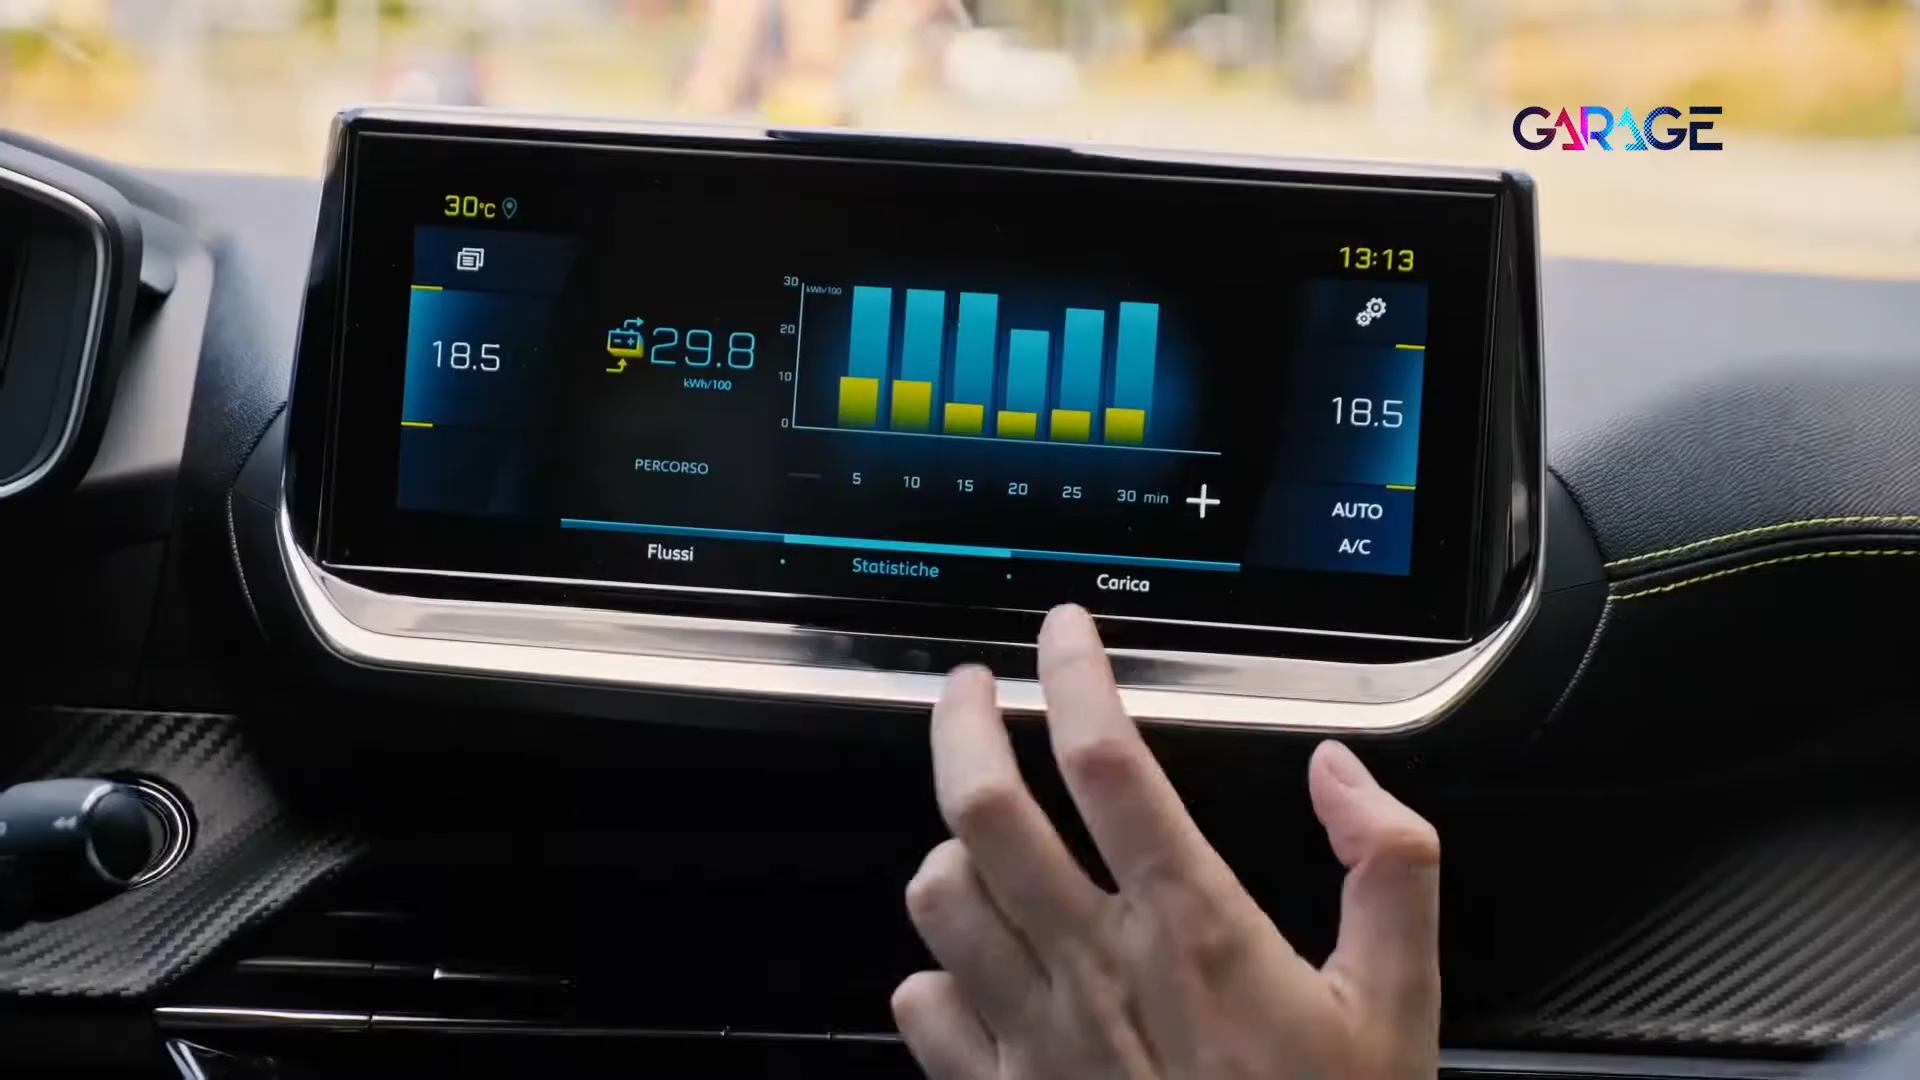 GARAGE
30°C
13:13
18.5
29.8
kWh/100
30
kWh/100
20
10
0
18.5
AUTO
A/C
PERCORSO
5 10 15 20 25 30 min
Flussi
Statistiche
Carica